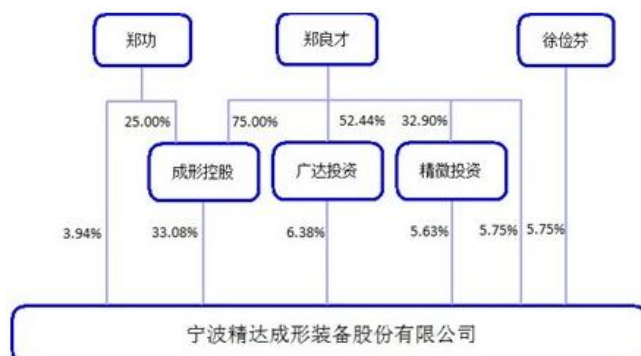 郑功 郑良才 徐俭芬
25.00% 75.00% 52.44% 32.90%
成形控股 广达投资 精微投资
3.94% 33.08% 6.38% 5.63% 5.75% 5.75%
宁波精达成形装备股份有限公司